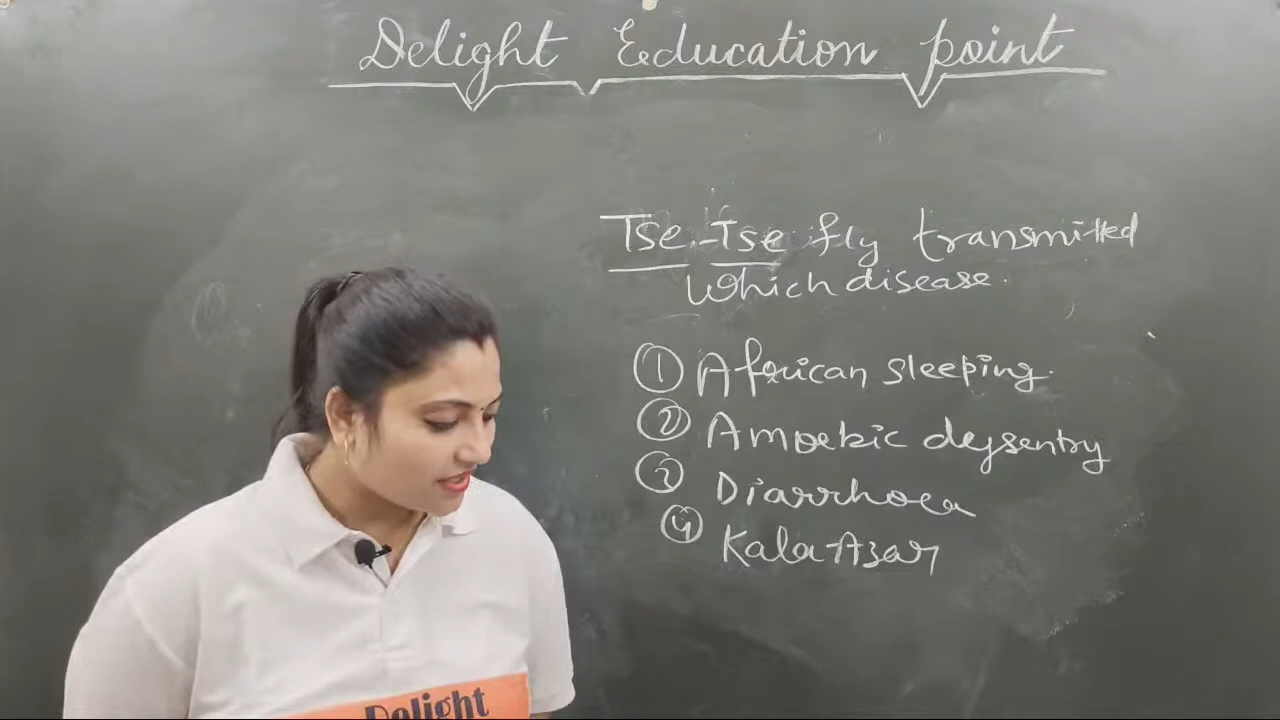 Delight Education point
Tse-Tse fly transmitted
which disease.
① African sleeping.
② Amoebic deysentry
③ Diarrhoea
④ Kala Azar
Delight